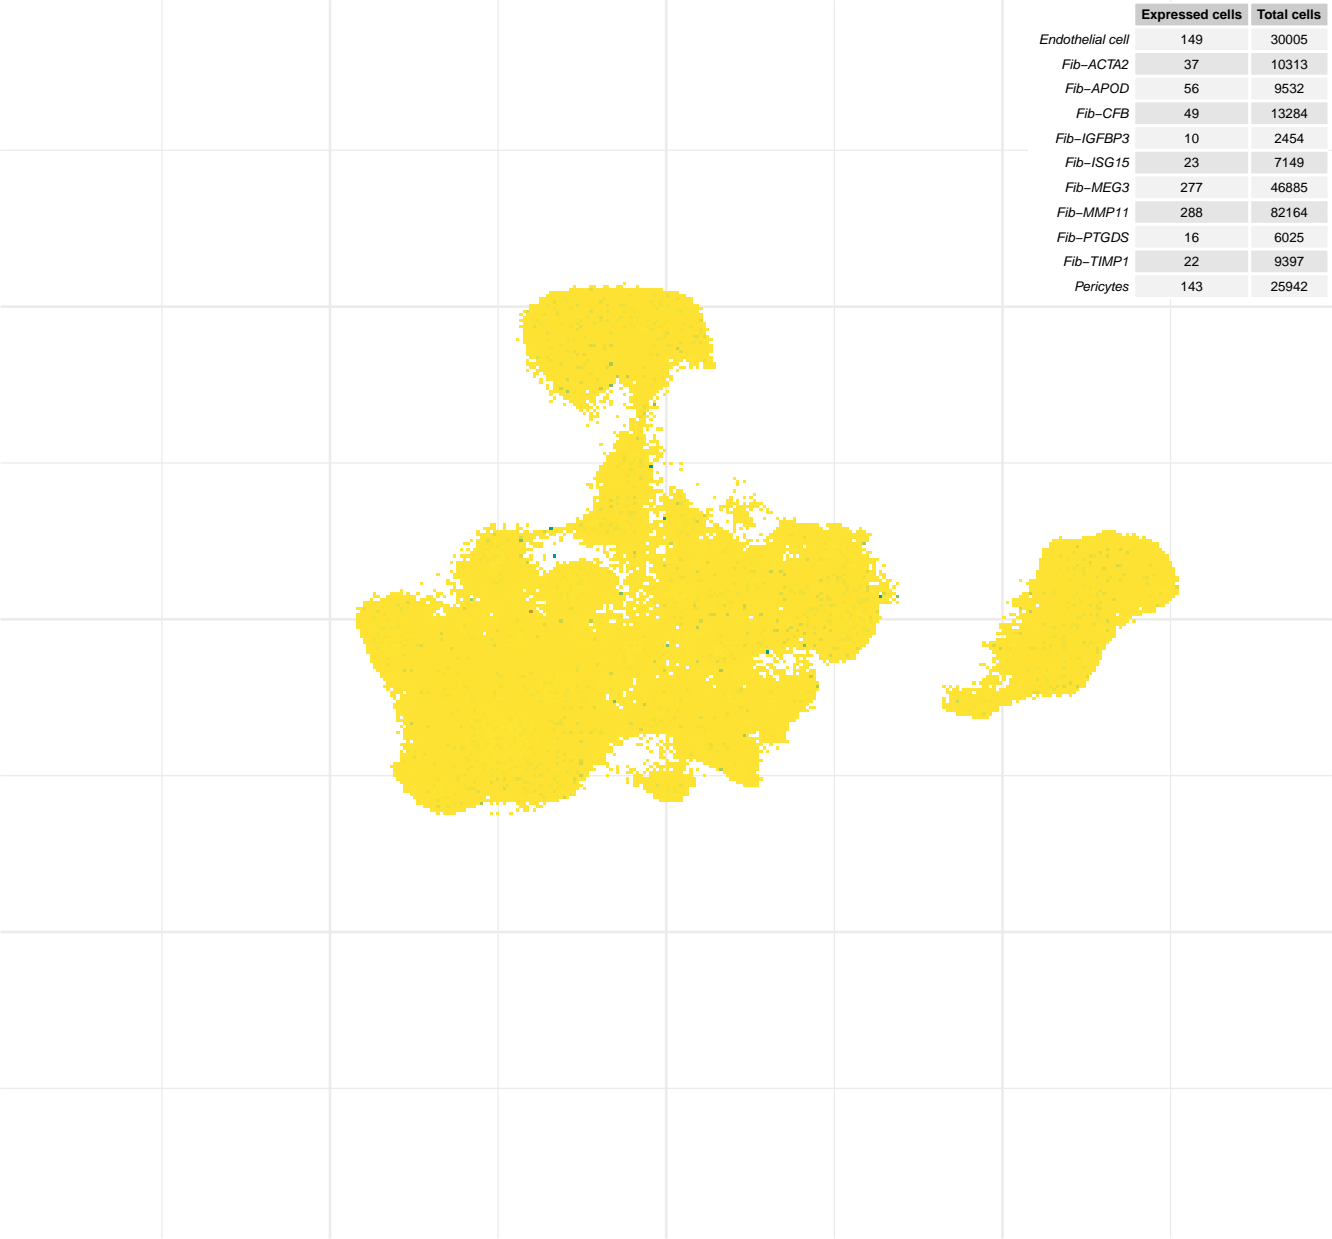 Expressed cells Total cells
Endothelial cell 149 30005
Fib−ACTA2 37 10313
Fib−APOD 56 9532
Fib−CFB 49 13284
Fib−IGFBP3 10 2454
Fib−ISG15 23 7149
Fib−MEG3 277 46885
Fib−MMP11 288 82164
Fib−PTGDS 16 6025
Fib−TIMP1 22 9397
Pericytes 143 25942